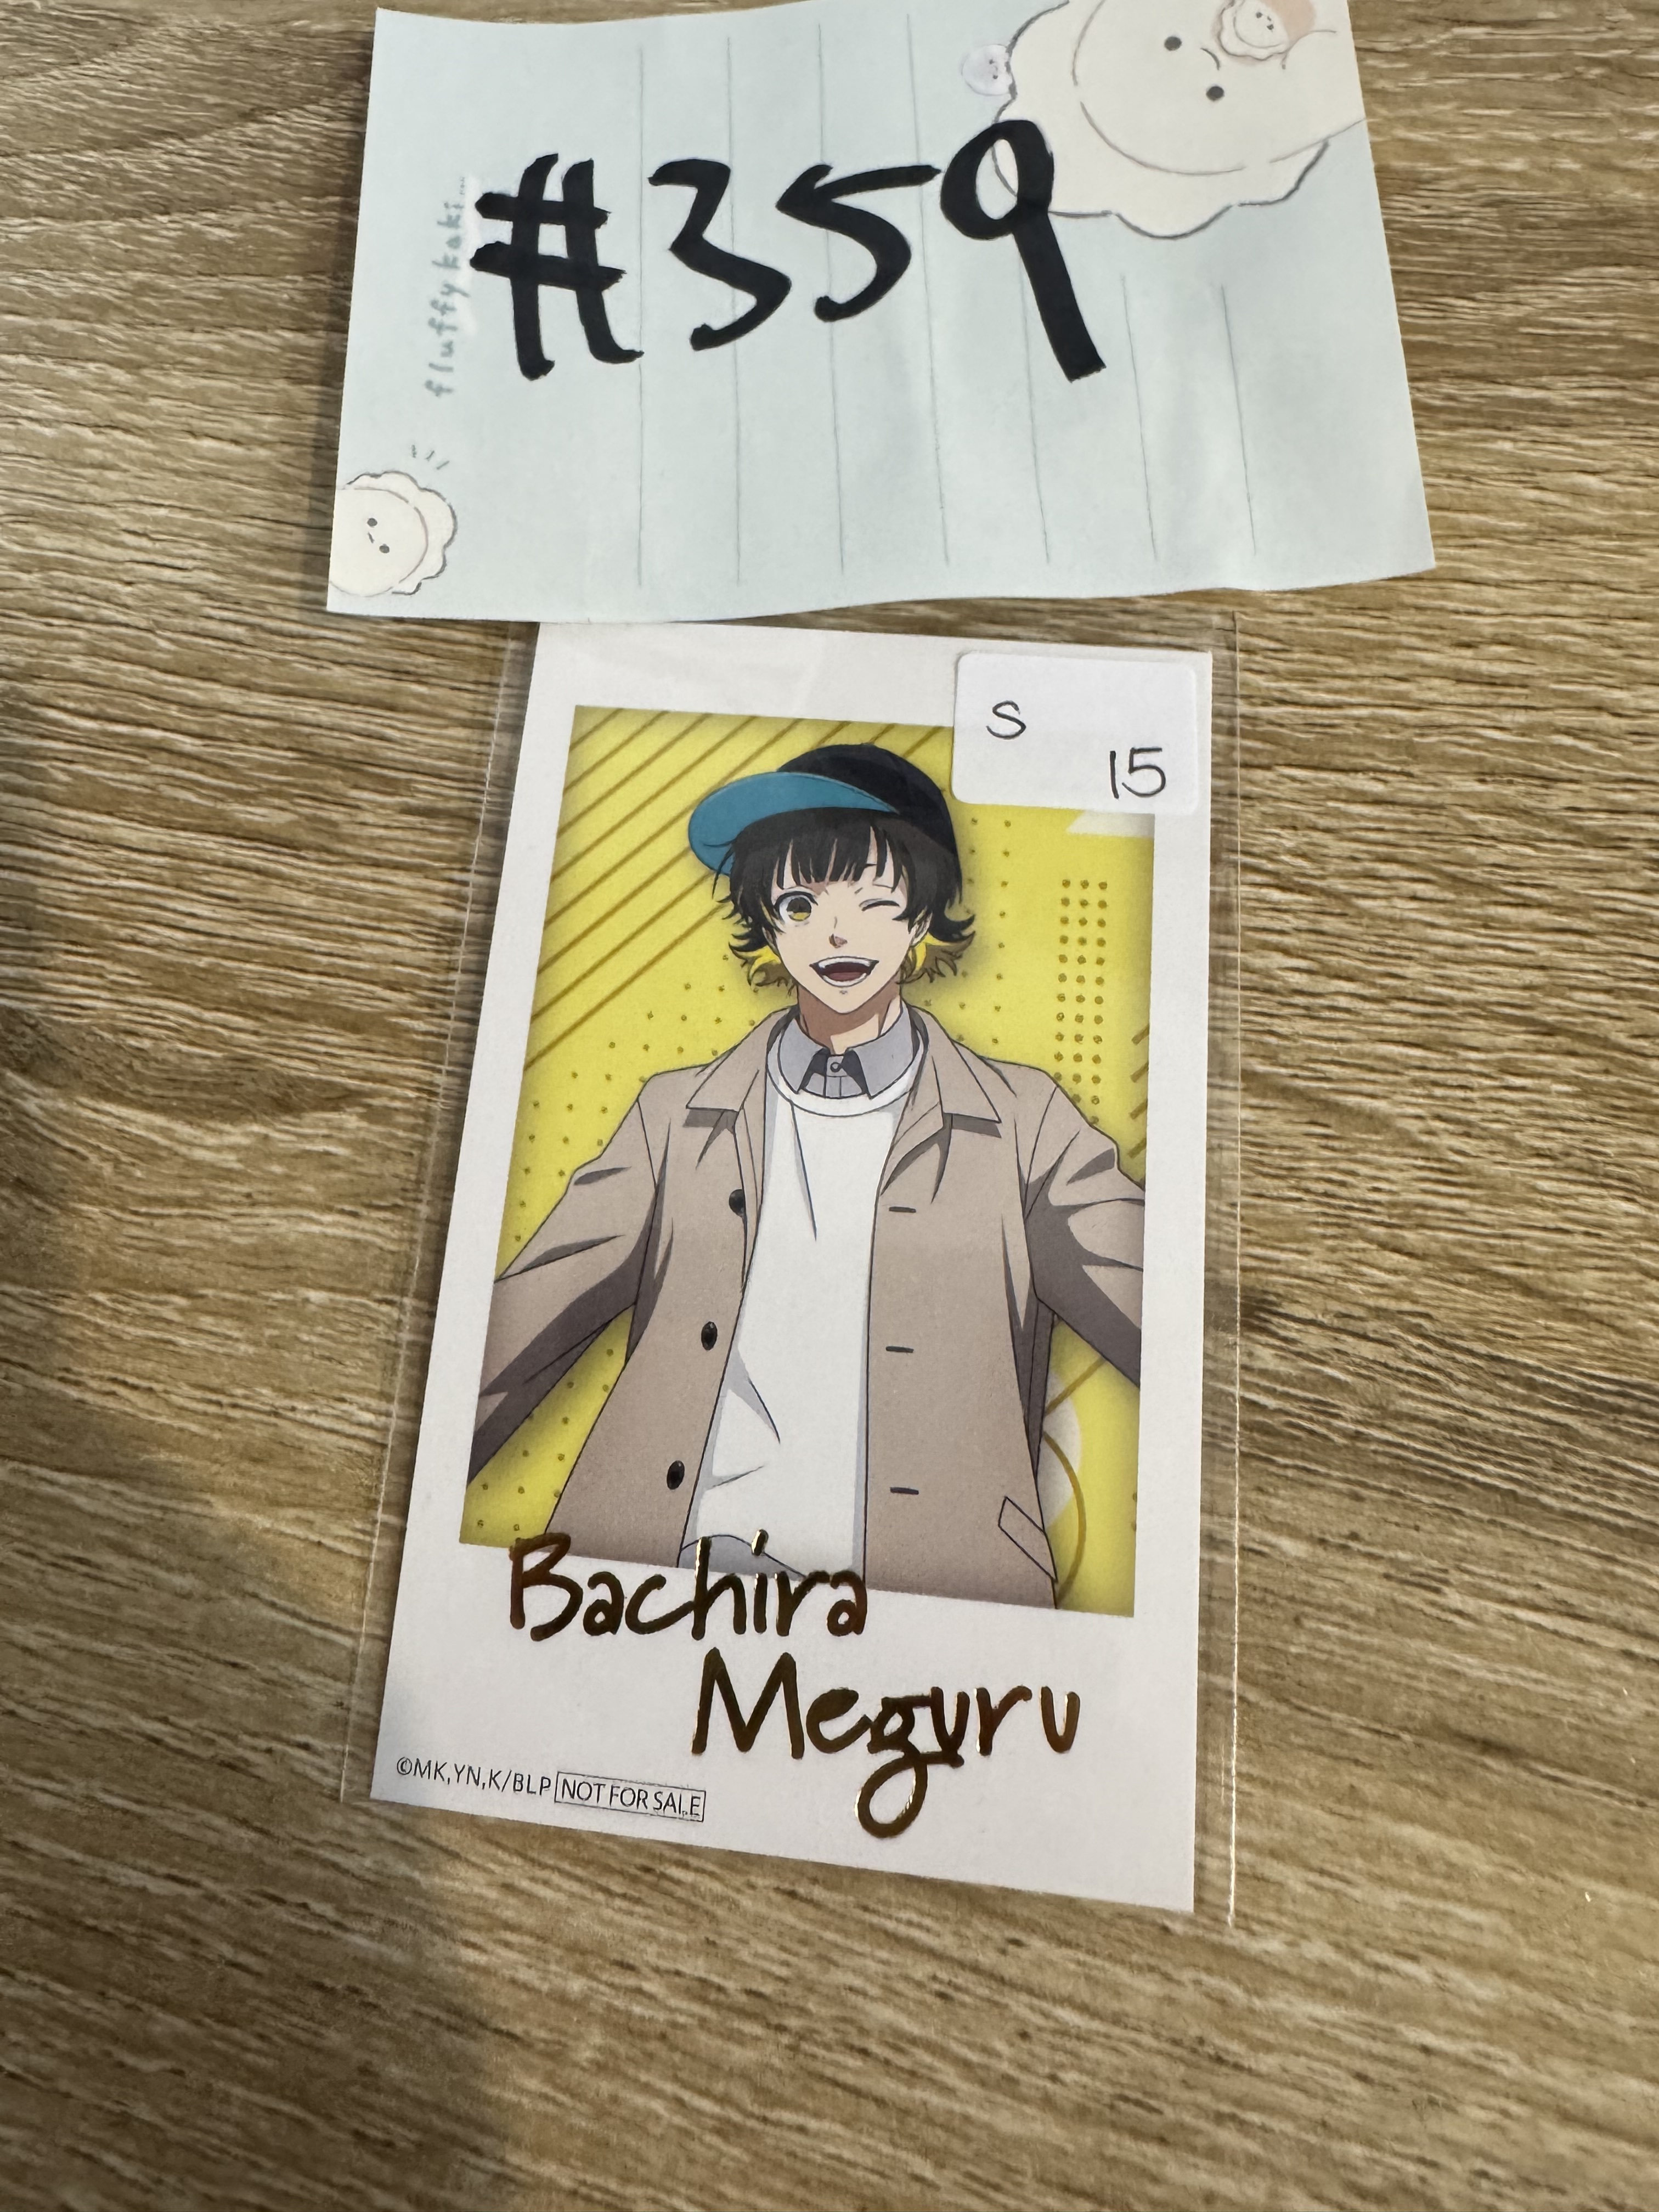 #359
fluffy kaki...
S
15
Bachira
Meguru
©MK,YN,K/BLP NOT FOR SALE